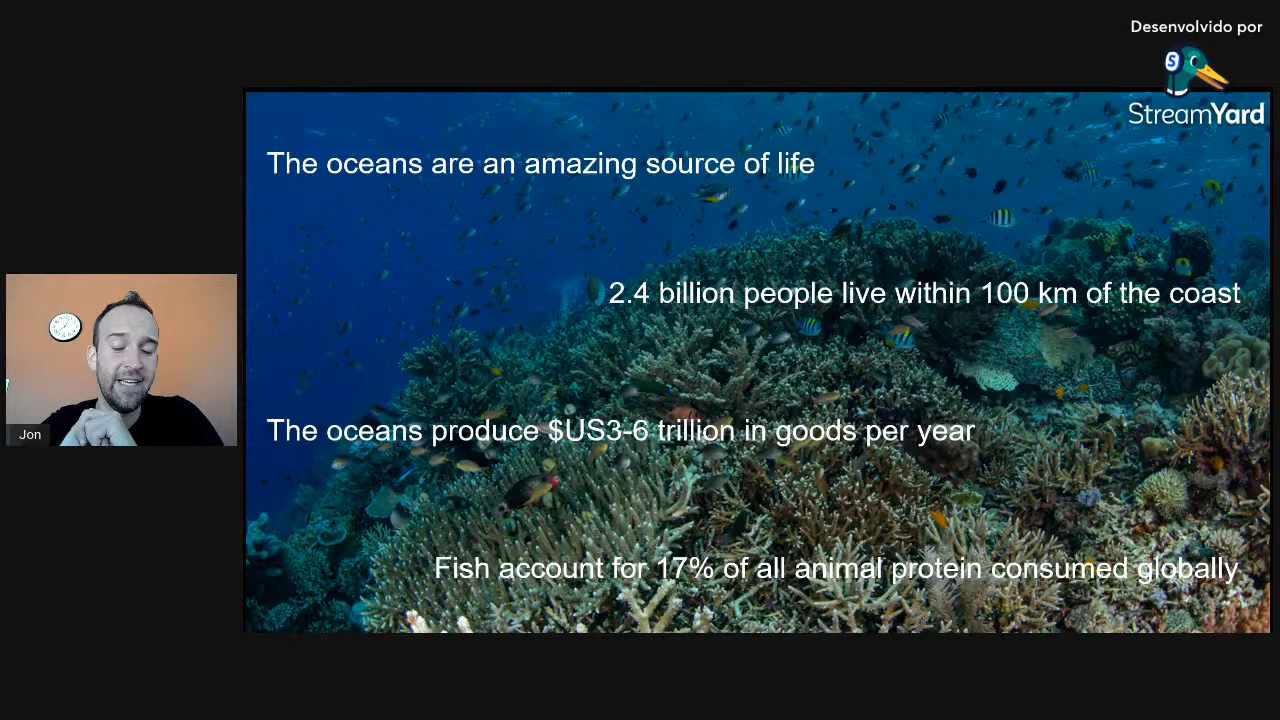 Desenvolvido por
StreamYard
The oceans are an amazing source of life
2.4 billion people live within 100 km of the coast
Jon
The oceans produce $US3-6 trillion in goods per year
Fish account for 17% of all animal protein consumed globally